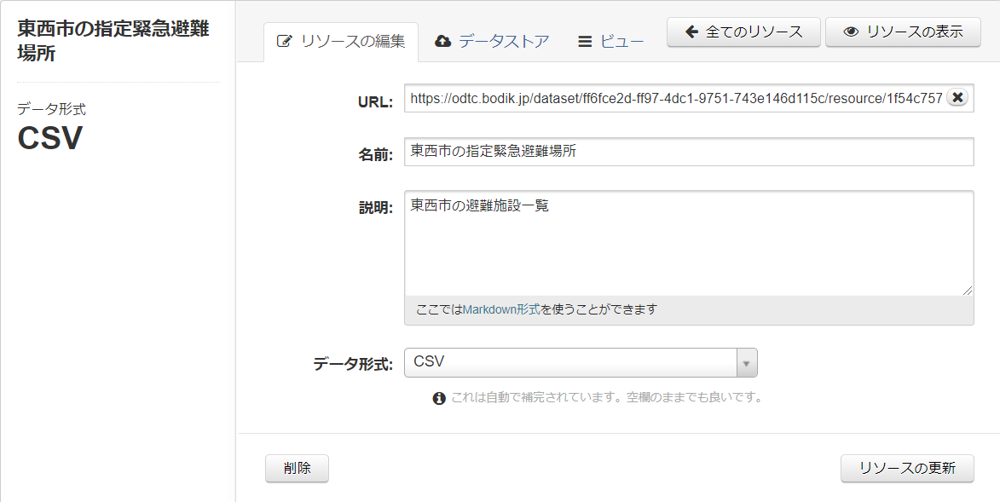 東西市の指定緊急避難
場所
データ形式
CSV
リソースの編集 データストア ビュー 全てのリソース リソースの表示
URL: https://odtc.bodik.jp/dataset/ff6fce2d-ff97-4dc1-9751-743e146d115c/resource/1f54c757
名前: 東西市の指定緊急避難場所
説明: 東西市の避難施設一覧
ここではMarkdown形式を使うことができます
データ形式: CSV
これは自動で補完されています。空欄のままでも良いです。
削除 リソースの更新